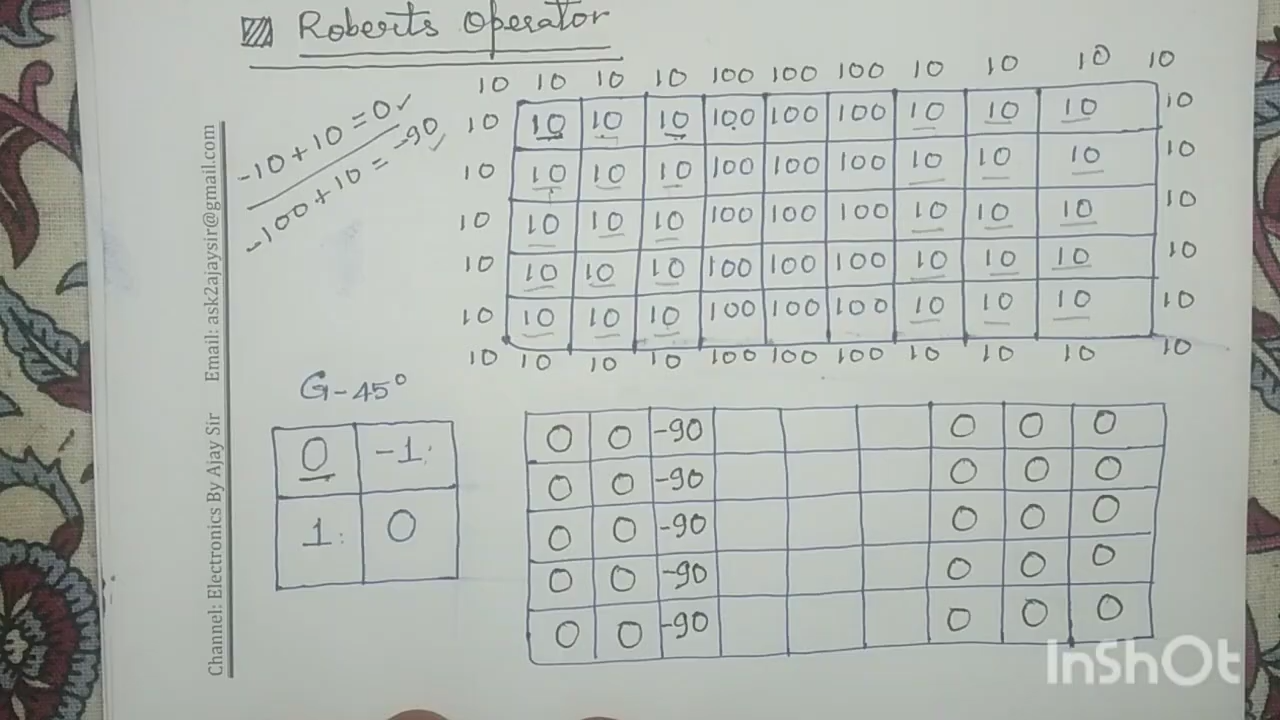 Roberts Operator
-10+10=0✓
-100+10=-90
10 10 10 10 100 100 100 10 10 10 10
10 10 10 10 100 100 100 10 10 10 10
10 10 10 10 100 100 100 10 10 10 10
10 10 10 10 100 100 100 10 10 10 10
10 10 10 10 100 100 100 10 10 10 10
10 10 10 10 100 100 100 10 10 10 10
10 10 10 10 100 100 100 10 10 10 10
G-45°
0 -1
1 0
0 0 -90 0 0 0
0 0 -90 0 0 0
0 0 -90 0 0 0
0 0 -90 0 0 0
0 0 -90 0 0 0
Channel: Electronics By Ajay Sir Email: ask2ajaysir@gmail.com
InShOt